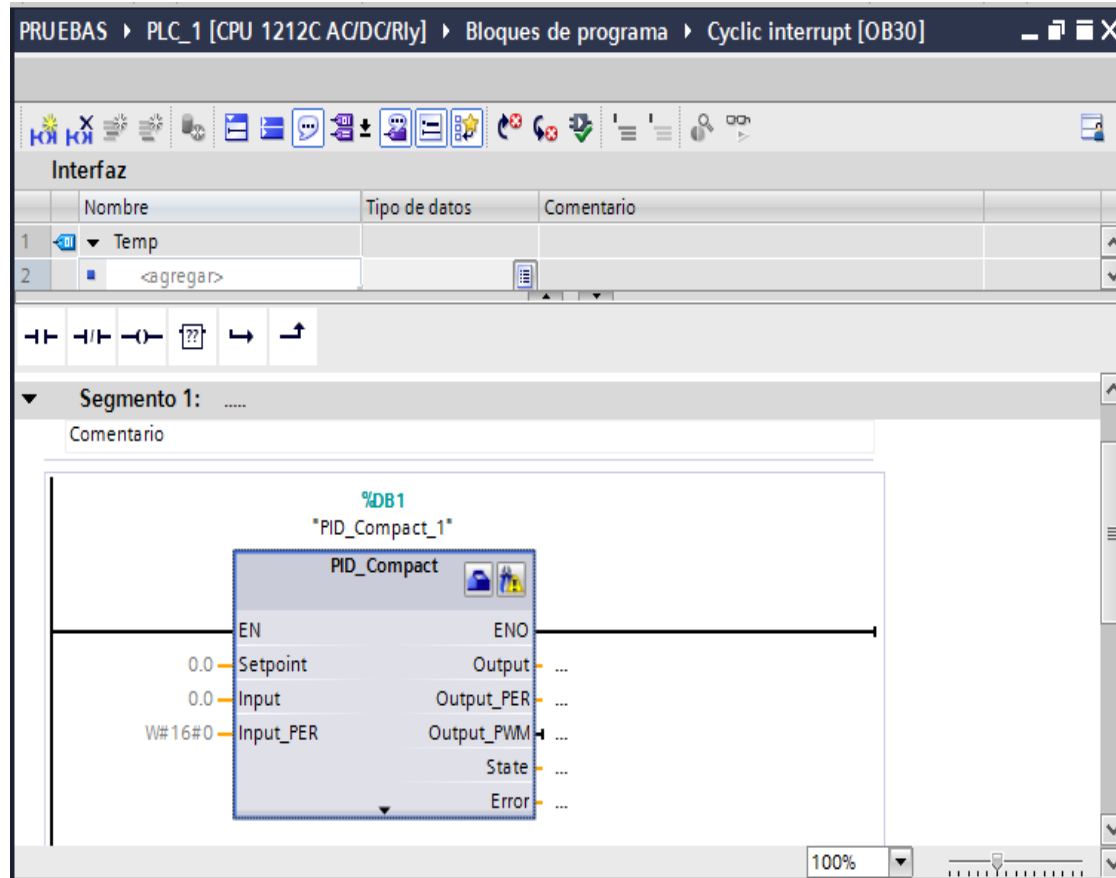 PRUEBAS ▸ PLC_1 [CPU 1212C AC/DC/Rly] ▸ Bloques de programa ▸ Cyclic interrupt [OB30]
Interfaz
Nombre Tipo de datos Comentario
1 Temp
2 <agregar>
??
Segmento 1: .....
Comentario
%DB1
"PID_Compact_1"
PID_Compact
EN ENO
0.0 Setpoint Output ...
0.0 Input Output_PER ...
W#16#0 Input_PER Output_PWM ...
State ...
Error ...
100%